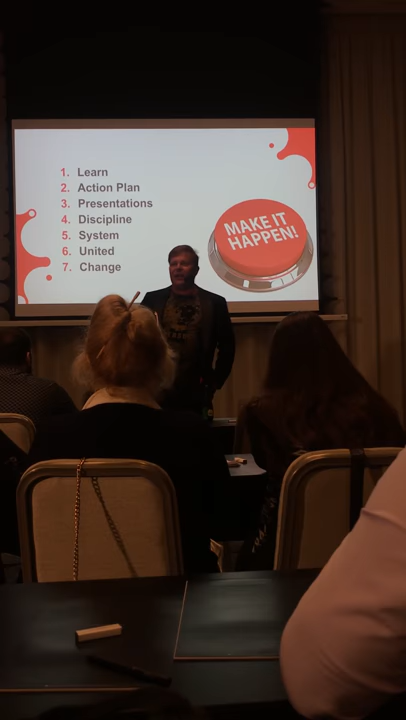 1. Learn
2. Action Plan
3. Presentations
4. Discipline
5. System
6. United
7. Change
MAKE IT
HAPPEN!